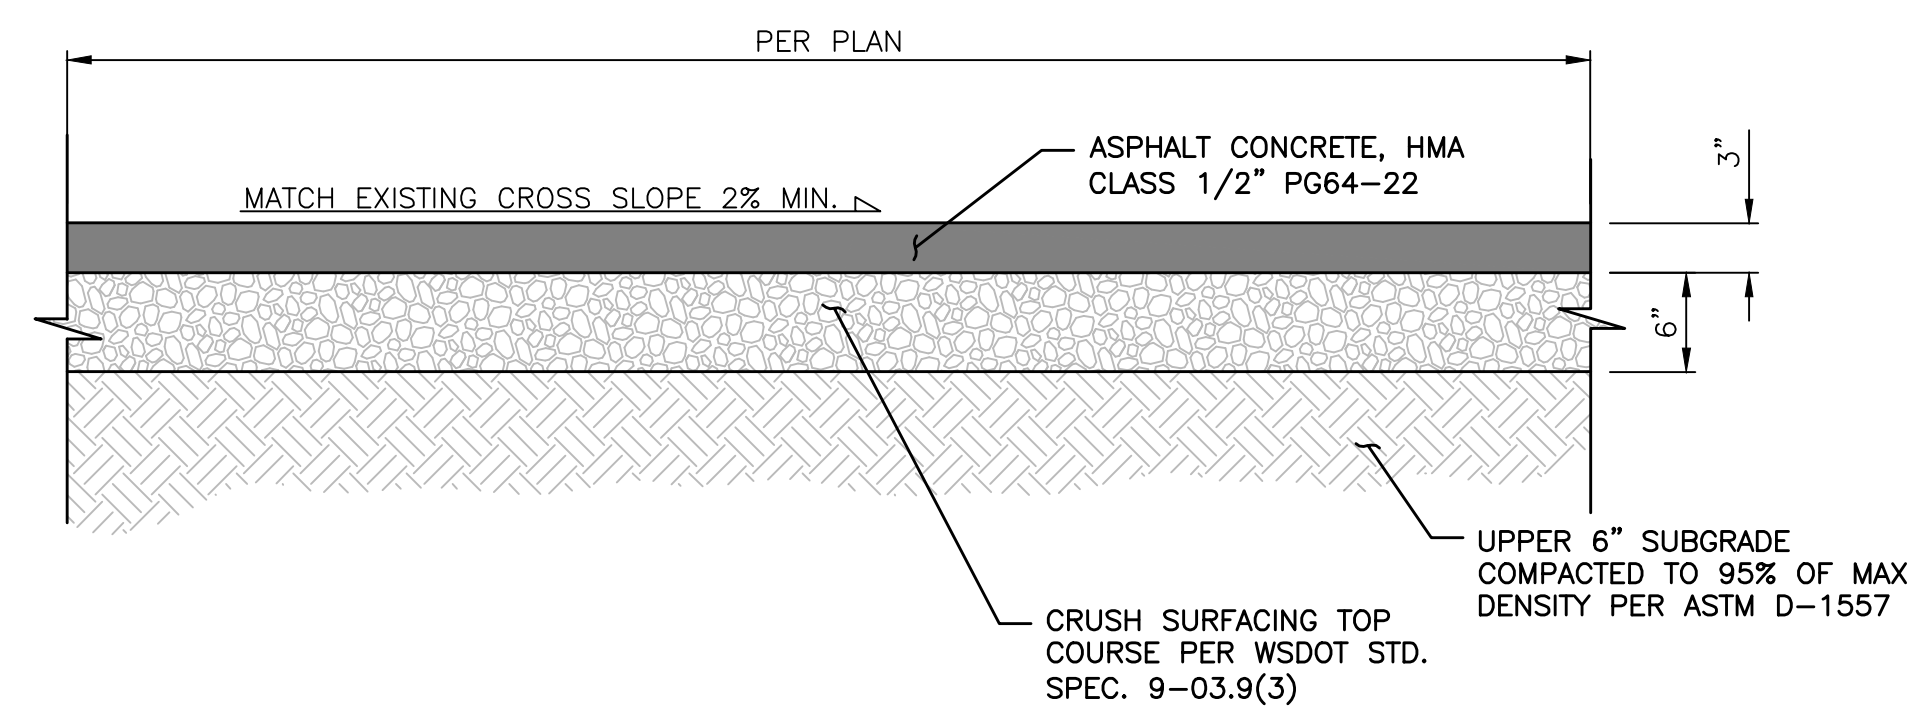 PER PLAN
ASPHALT CONCRETE, HMA
CLASS 1/2” PG64-22
3”
MATCH EXISTING CROSS SLOPE 2% MIN.
6”
UPPER 6” SUBGRADE
COMPACTED TO 95% OF MAX
DENSITY PER ASTM D-1557
CRUSH SURFACING TOP
COURSE PER WSDOT STD.
SPEC. 9-03.9(3)